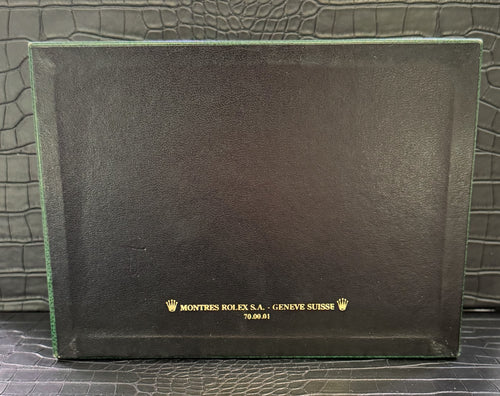 MONTRES ROLEX S.A. - GENEVE SUISSE
70.00.01